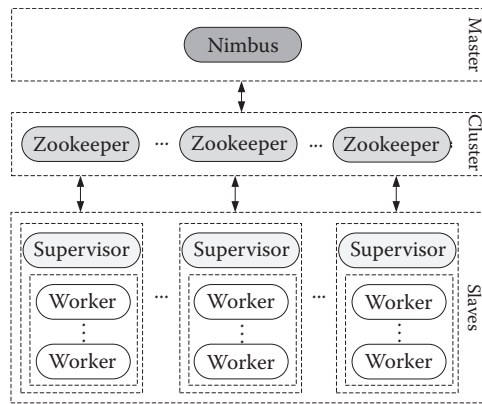 Nimbus
Master
Zookeeper ... Zookeeper ... Zookeeper
Cluster
Supervisor Supervisor Supervisor
Worker ... Worker ... Worker
Worker Worker Worker
Slaves